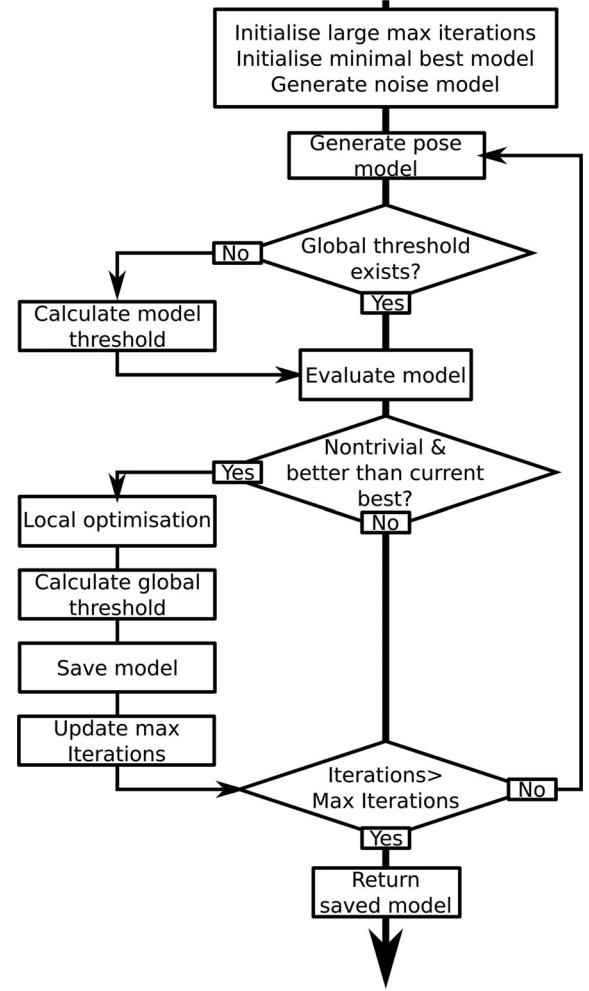 Initialise large max iterations
Initialise minimal best model
Generate noise model
Generate pose
model
Global threshold
exists?
No
Yes
Calculate model
threshold
Evaluate model
Nontrivial &
better than current
best?
Yes
No
Local optimisation
Calculate global
threshold
Save model
Update max
Iterations
Iterations>
Max Iterations
No
Yes
Return
saved model